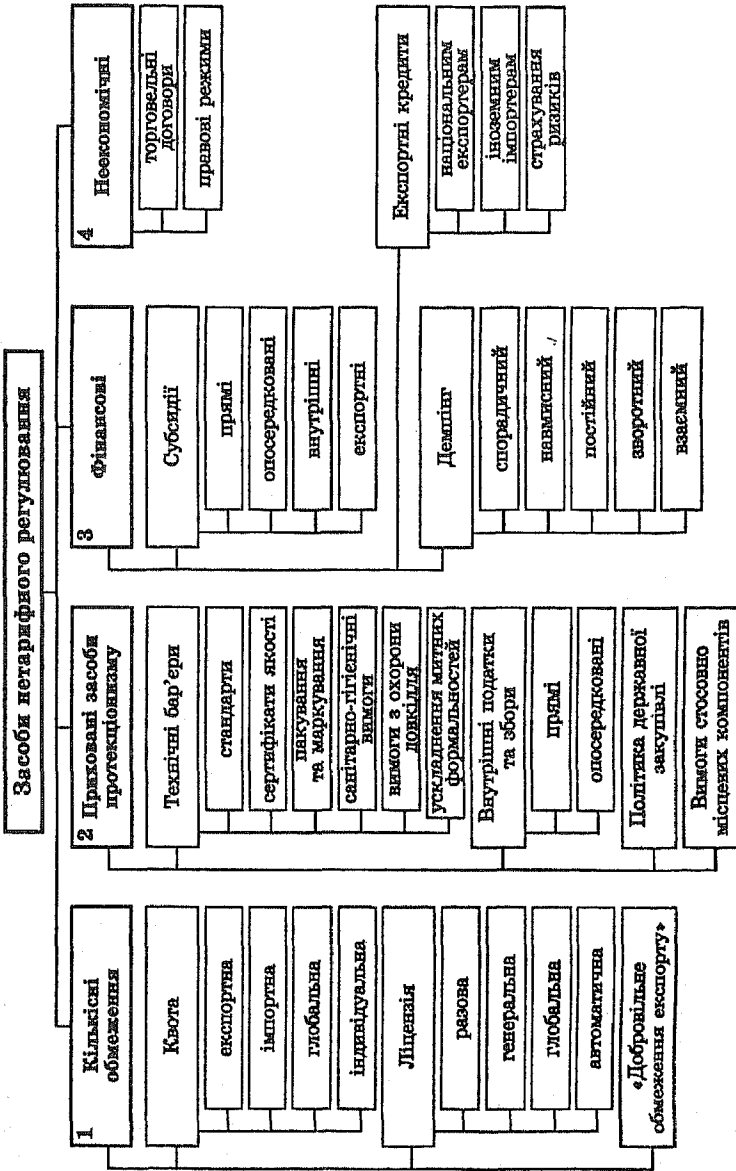 Засоби нетарифного регулювання
1
Кількісні
обмеження
Квота
експортна
імпортна
глобальна
індивідуальна
Ліцензія
разова
генеральна
глобальна
автоматична
«Добровільне
обмеження експорту»
2 Приховані засоби
протекціонізму
Технічні бар’ери
стандарти
сертифікати якості
пакування
та маркування
санітарно-гігієнічні
вимоги
вимоги з охорони
довкілля
ускладнення митних
формальностей
Внутрішні податки
та збори
прямі
опосередковані
Політика державної
закупівлі
Вимоги стосовно
місцевих компонентів
3
Фінансові
Субсидії
прямі
опосередковані
внутрішні
експортні
Демпінг
спорадичний
навмисний
постійний
зворотний
взаємний
Експортні кредити
національним
експортерам
іноземним
імпортерам
страхування
ризиків
4
Неекономічні
торговельні
договори
правові режими